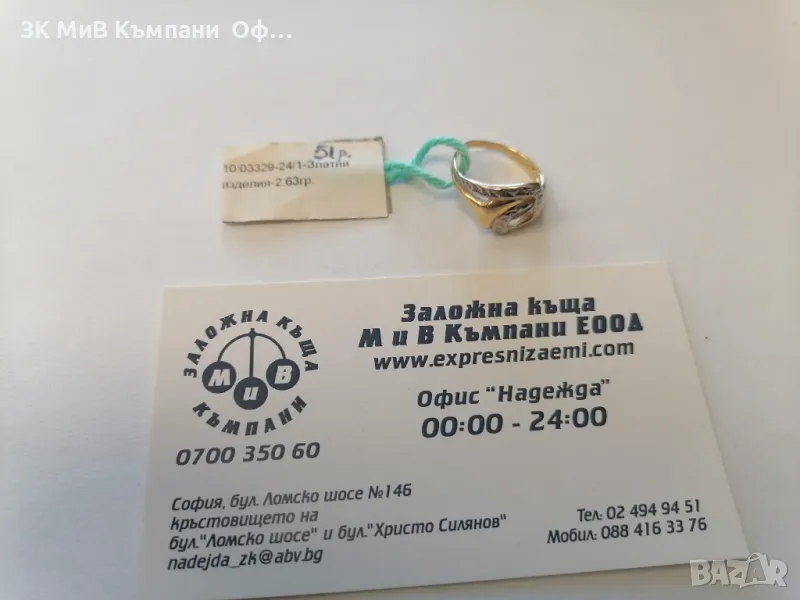 ЗК МиВ Къмпани Оф...
51р.
10.03329-24/1-Златни
изделия-2.63гр.
ЗАЛОЖНА КЪЩА
М и В
КЪМПАНИ
0700 350 60
Заложна къща
М и В Къмпани ЕООД
www.expresnizaemi.com
Офис "Надежда"
00:00 - 24:00
София, бул. Ломско шосе №146
кръстовището на
бул."Ломско шосе" и бул."Христо Силянов"
nadejda_zk@abv.bg
Тел: 02 494 94 51
Мобил: 088 416 33 76
BAZAR